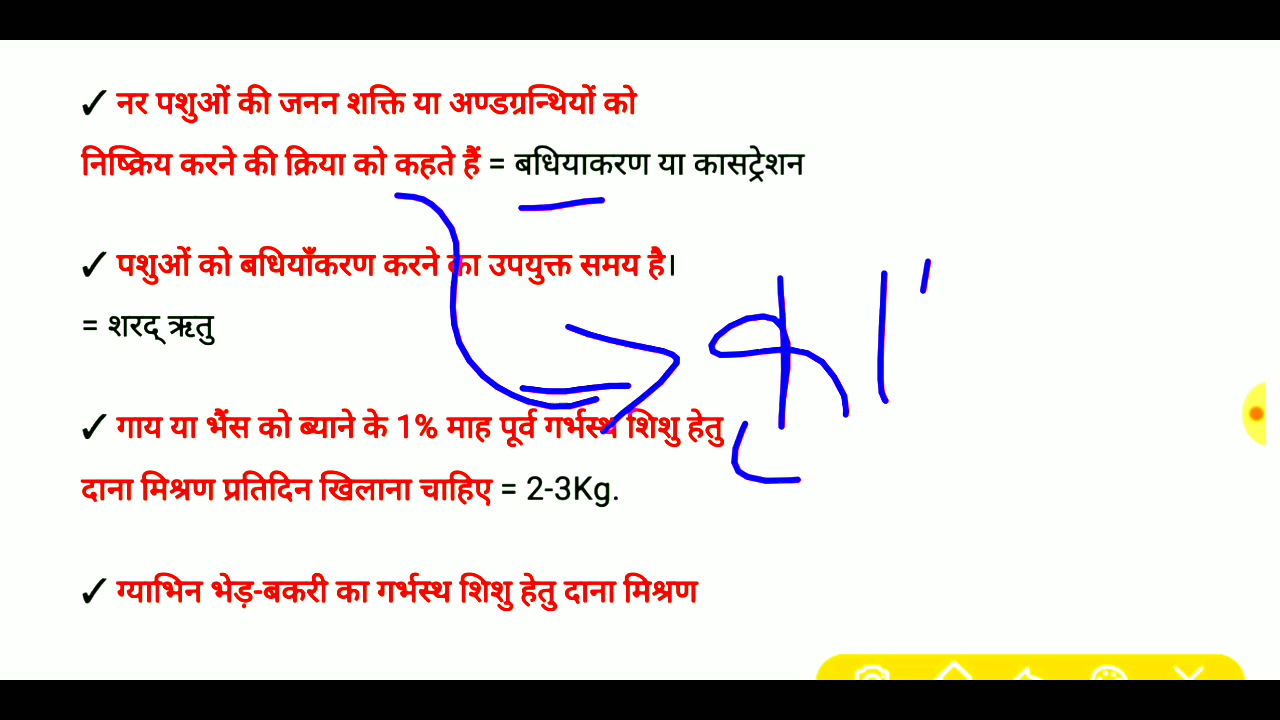 ✓ नर पशुओं की जनन शक्ति या अण्डग्रन्थियों को
निष्क्रिय करने की क्रिया को कहते हैं = बधियाकरण या कासट्रेशन
✓ पशुओं को बधियाँकरण करने का उपयुक्त समय है।
= शरद् ऋतु
✓ गाय या भैंस को ब्याने के 1% माह पूर्व गर्भस्थ शिशु हेतु
दाना मिश्रण प्रतिदिन खिलाना चाहिए = 2-3Kg.
✓ ग्याभिन भेड़-बकरी का गर्भस्थ शिशु हेतु दाना मिश्रण